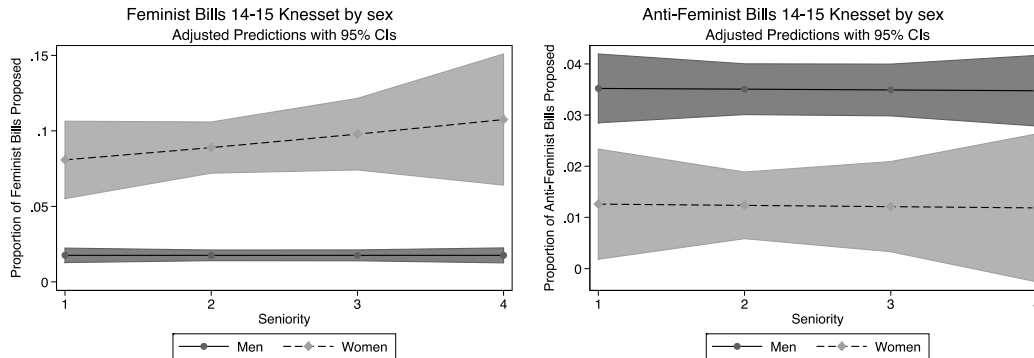 Feminist Bills 14-15 Knesset by sex
Adjusted Predictions with 95% CIs
Proportion of Feminist Bills Proposed
.15
.1
.05
0
1 2 3 4
Seniority
Men Women
Anti-Feminist Bills 14-15 Knesset by sex
Adjusted Predictions with 95% CIs
Proportion of Anti-Feminist Bills Proposed
.04
.03
.02
.01
0
1 2 3 4
Seniority
Men Women